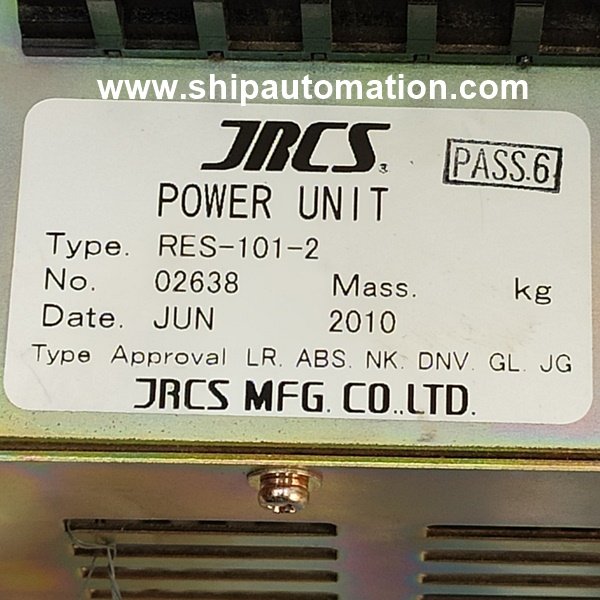 www.shipautomation.com
JRCS
PASS.6
POWER UNIT
Type. RES-101-2
No. 02638 Mass. kg
Date. JUN 2010
Type Approval LR. ABS. NK. DNV. GL. JG
JRCS MFG. CO.,LTD.